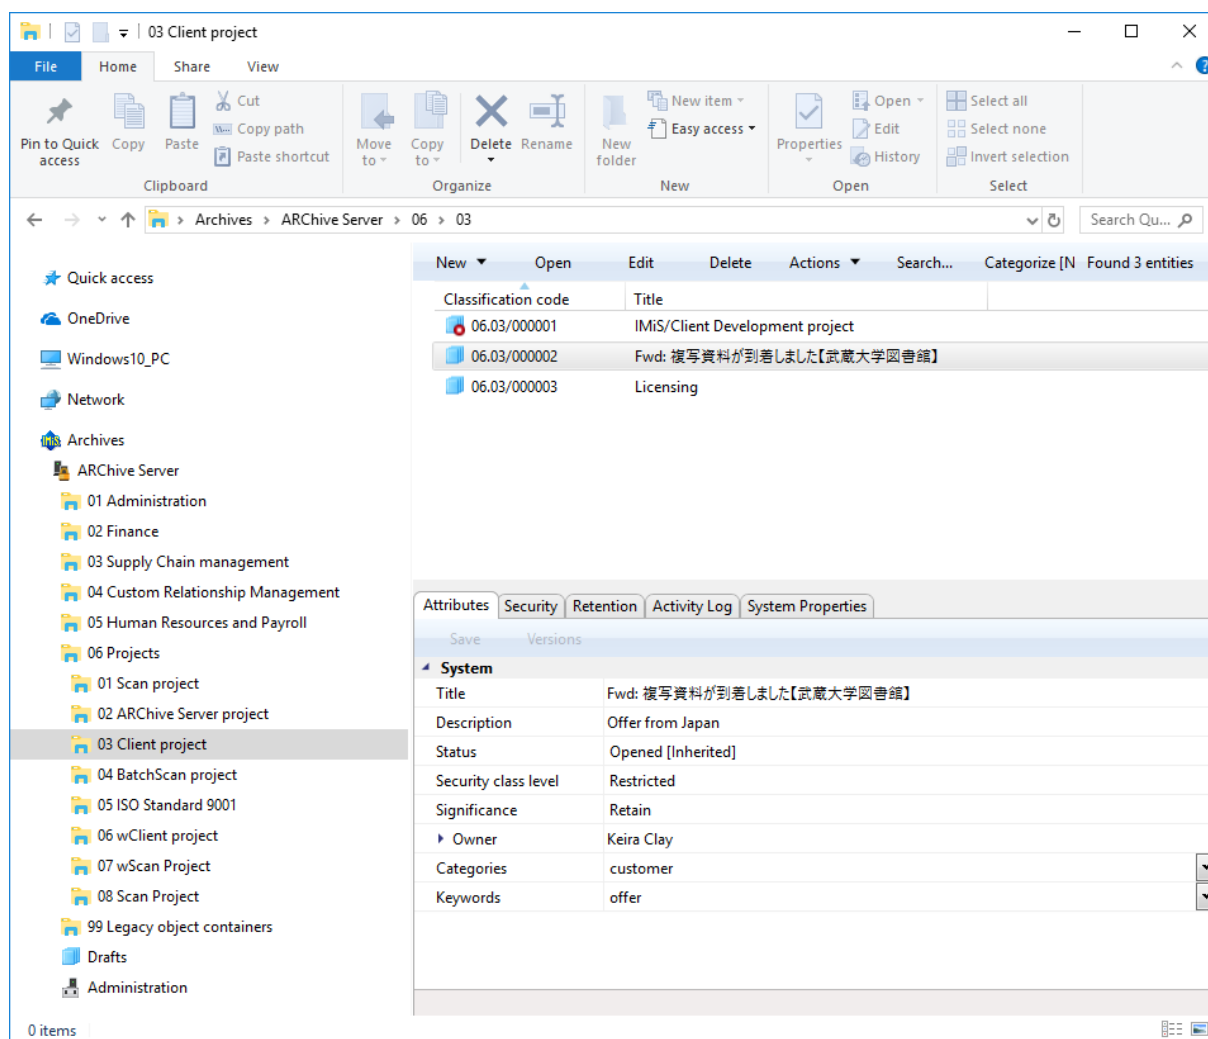 03 Client project
File Home Share View
Pin to Quick access
Copy
Paste
Cut
Copy path
Paste shortcut
Clipboard
Move to
Copy to
Delete
Rename
Organize
New folder
New item
Easy access
New
Properties
Open
Edit
History
Open
Select all
Select none
Invert selection
Select
Archives > ARChive Server > 06 > 03
Search Qu...
Quick access
OneDrive
Windows10_PC
Network
Archives
ARChive Server
01 Administration
02 Finance
03 Supply Chain management
04 Custom Relationship Management
05 Human Resources and Payroll
06 Projects
01 Scan project
02 ARChive Server project
03 Client project
04 BatchScan project
05 ISO Standard 9001
06 wClient project
07 wScan Project
08 Scan Project
99 Legacy object containers
Drafts
Administration
New Open Edit Delete Actions Search... Categorize [N Found 3 entities
Classification code Title
06.03/000001 IMiS/Client Development project
06.03/000002 Fwd: 複写資料が到着しました【武蔵大学図書館】
06.03/000003 Licensing
Attributes Security Retention Activity Log System Properties
Save Versions
System
Title Fwd: 複写資料が到着しました【武蔵大学図書館】
Description Offer from Japan
Status Opened [Inherited]
Security class level Restricted
Significance Retain
Owner Keira Clay
Categories customer
Keywords offer
0 items